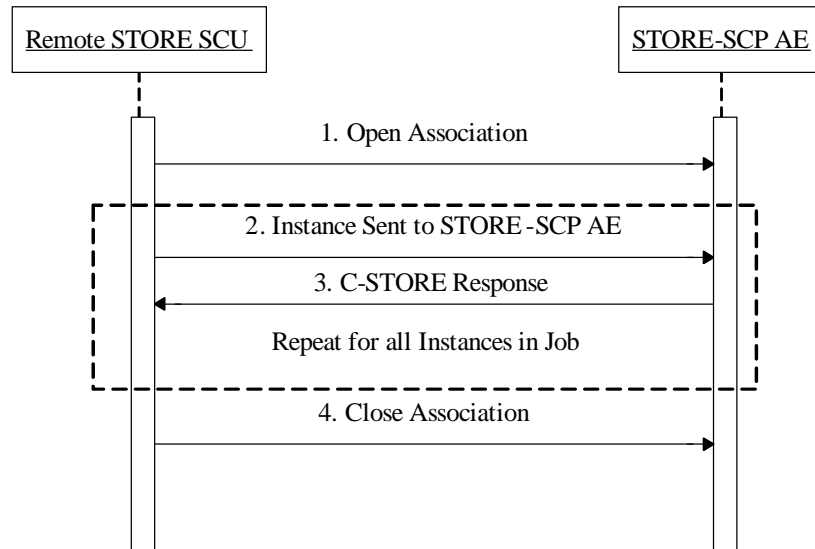 Remote STORE SCU
STORE-SCP AE
1. Open Association
2. Instance Sent to STORE-SCP AE
3. C-STORE Response
Repeat for all Instances in Job
4. Close Association